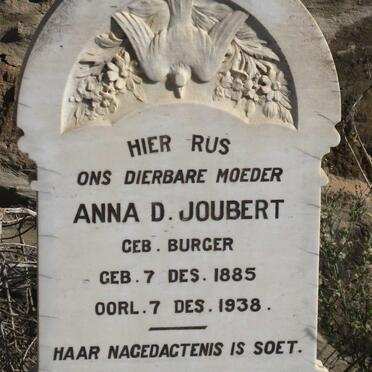 HIER RUS
ONS DIERBARE MOEDER
ANNA D. JOUBERT
GEB. BURGER
GEB. 7 DES. 1885
OORL. 7 DES. 1938.
HAAR NAGEDACTENIS IS SOET.